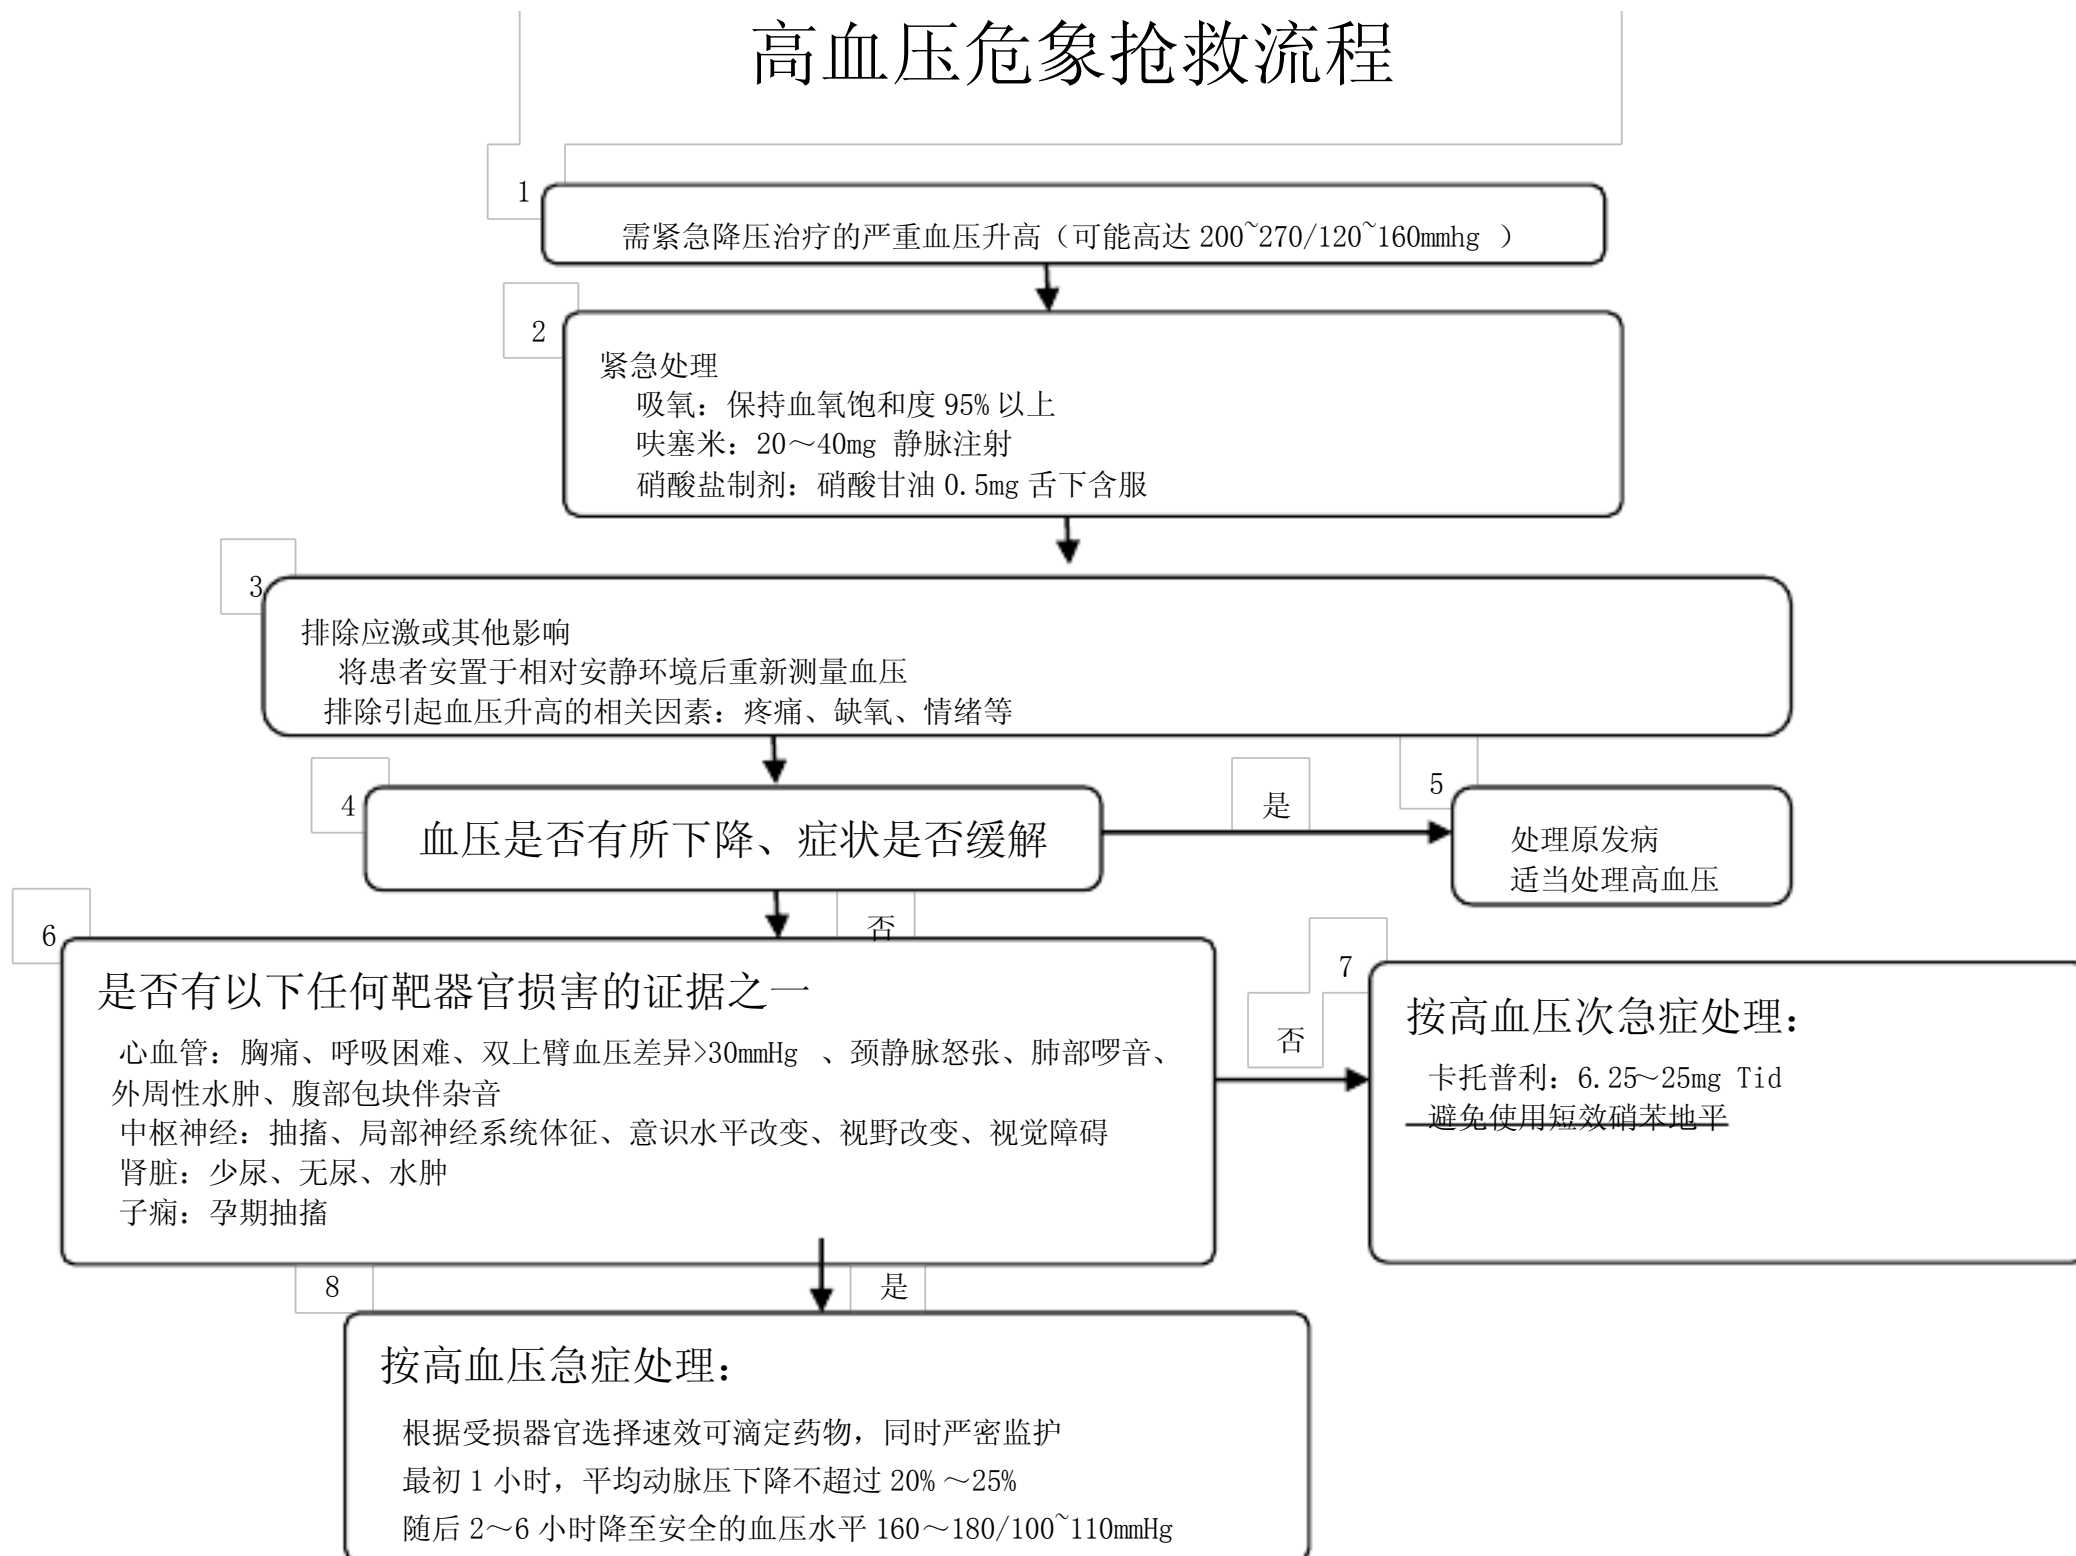 高血压危象抢救流程
1
需紧急降压治疗的严重血压升高（可能高达 200~270/120~160mmhg ）
2
紧急处理
吸氧：保持血氧饱和度 95% 以上
呋塞米：20～40mg 静脉注射
硝酸盐制剂：硝酸甘油 0.5mg 舌下含服
3
排除应激或其他影响
将患者安置于相对安静环境后重新测量血压
排除引起血压升高的相关因素：疼痛、缺氧、情绪等
4
血压是否有所下降、症状是否缓解
是
5
处理原发病
适当处理高血压
否
6
是否有以下任何靶器官损害的证据之一
心血管：胸痛、呼吸困难、双上臂血压差异>30mmHg 、颈静脉怒张、肺部啰音、
外周性水肿、腹部包块伴杂音
中枢神经：抽搐、局部神经系统体征、意识水平改变、视野改变、视觉障碍
肾脏：少尿、无尿、水肿
子痫：孕期抽搐
否
7
按高血压次急症处理：
卡托普利：6.25～25mg Tid
避免使用短效硝苯地平
是
8
按高血压急症处理：
根据受损器官选择速效可滴定药物，同时严密监护
最初 1 小时，平均动脉压下降不超过 20% ～25%
随后 2～6 小时降至安全的血压水平 160～180/100~110mmHg